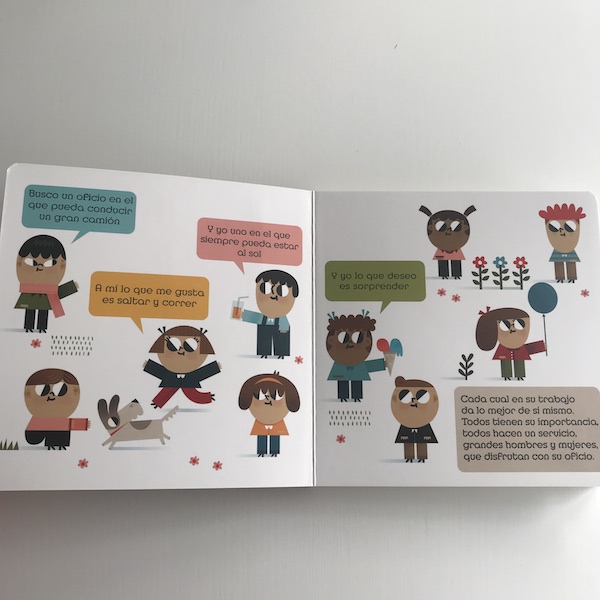 Busco un oficio en el
que pueda conducir
un gran camión
Y yo uno en el que
siempre pueda estar
al sol
A mí lo que me gusta
es saltar y correr
Y yo lo que deseo
es sorprender
Cada cual en su trabajo
da lo mejor de si mismo.
Todos tienen su importancia,
todos hacen un servicio,
grandes hombres y mujeres,
que disfrutan con su oficio.